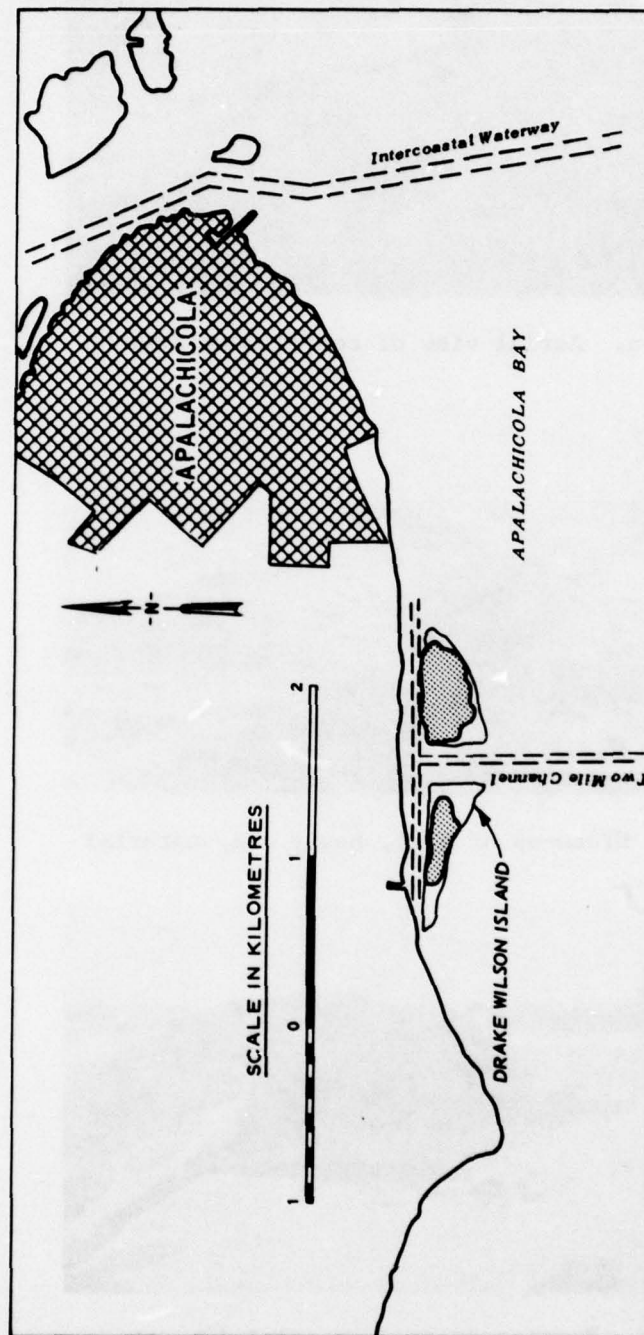 Intercoastal Waterway
APALACHICOLA
APALACHICOLA BAY
-N-
SCALE IN KILOMETRES
1 0 1 2
Two Mile Channel
DRAKE WILSON ISLAND